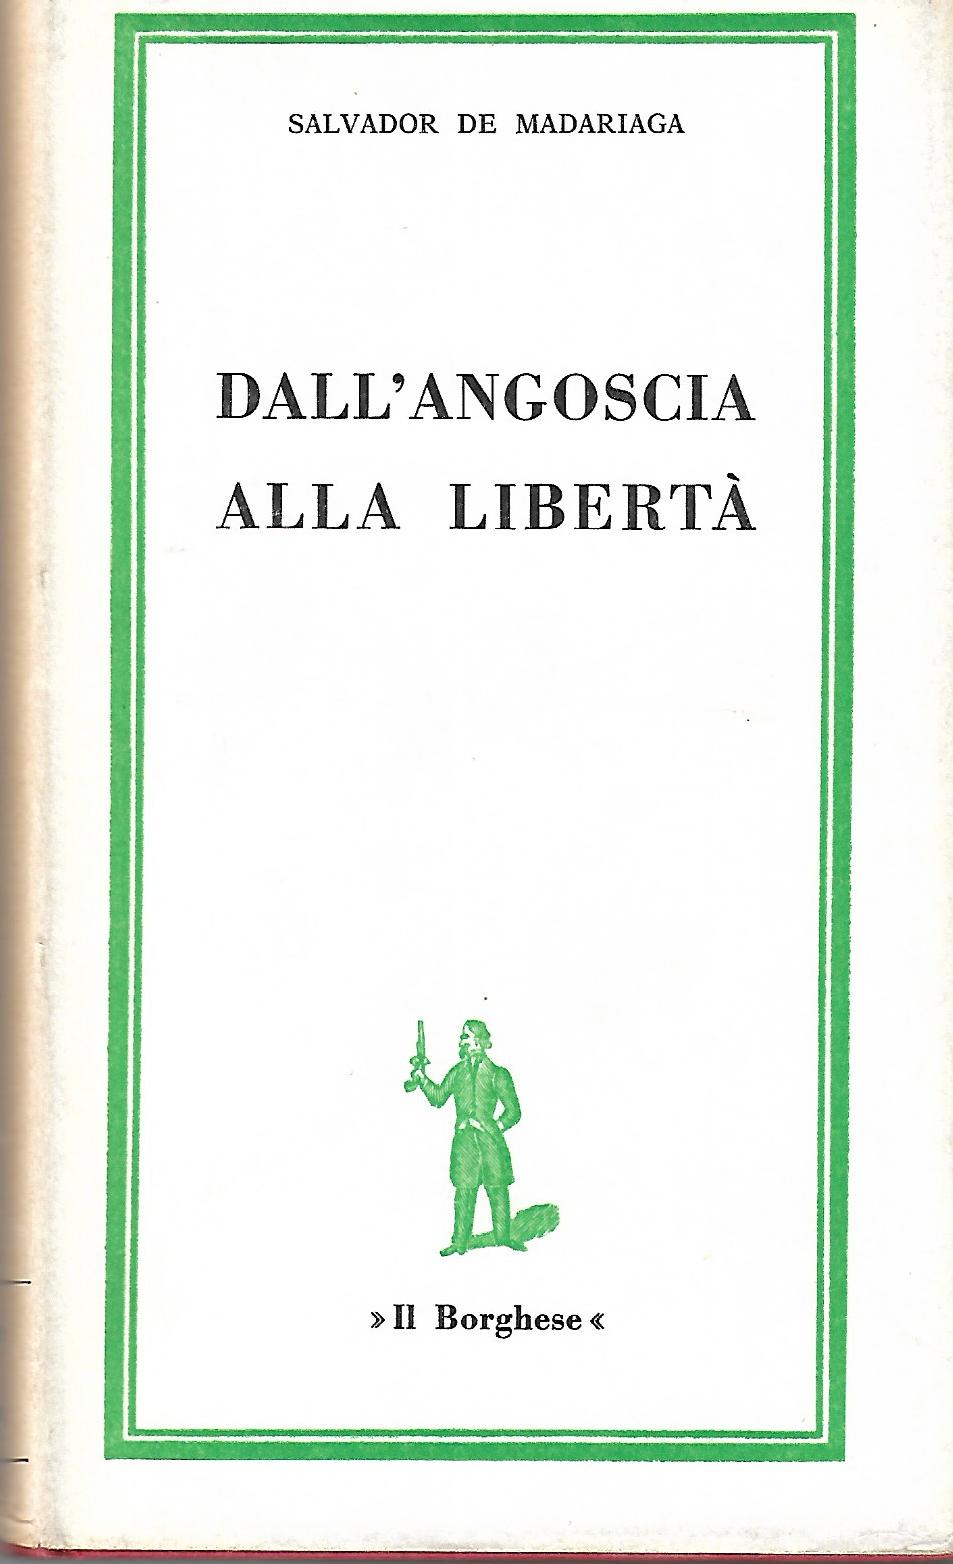 SALVADOR DE MADARIAGA
DALL’ANGOSCIA
ALLA LIBERTÀ
»Il Borghese«